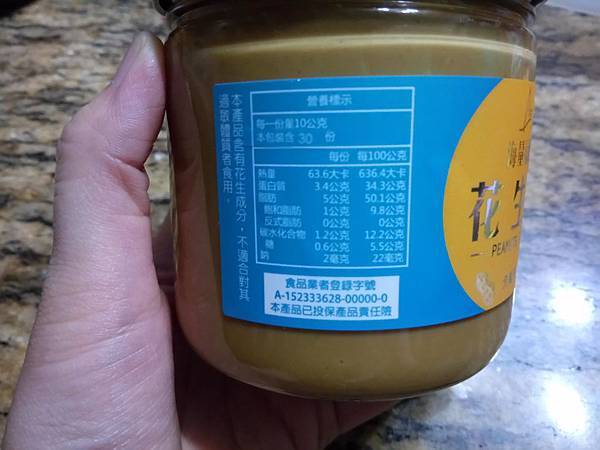 本產品含有花生成分，不適合對其
過敏體質者食用。
營養標示
每一份量10公克
本包裝含 30 份
每份 每100公克
熱量 63.6大卡 636.4大卡
蛋白質 3.4公克 34.3公克
脂肪 5公克 50.1公克
飽和脂肪 1公克 9.8公克
反式脂肪 0公克 0公克
碳水化合物 1.2公克 12.2公克
糖 0.6公克 5.5公克
鈉 2毫克 22毫克
食品業者登錄字號
A-152333628-00000-0
本產品已投保產品責任險
花生